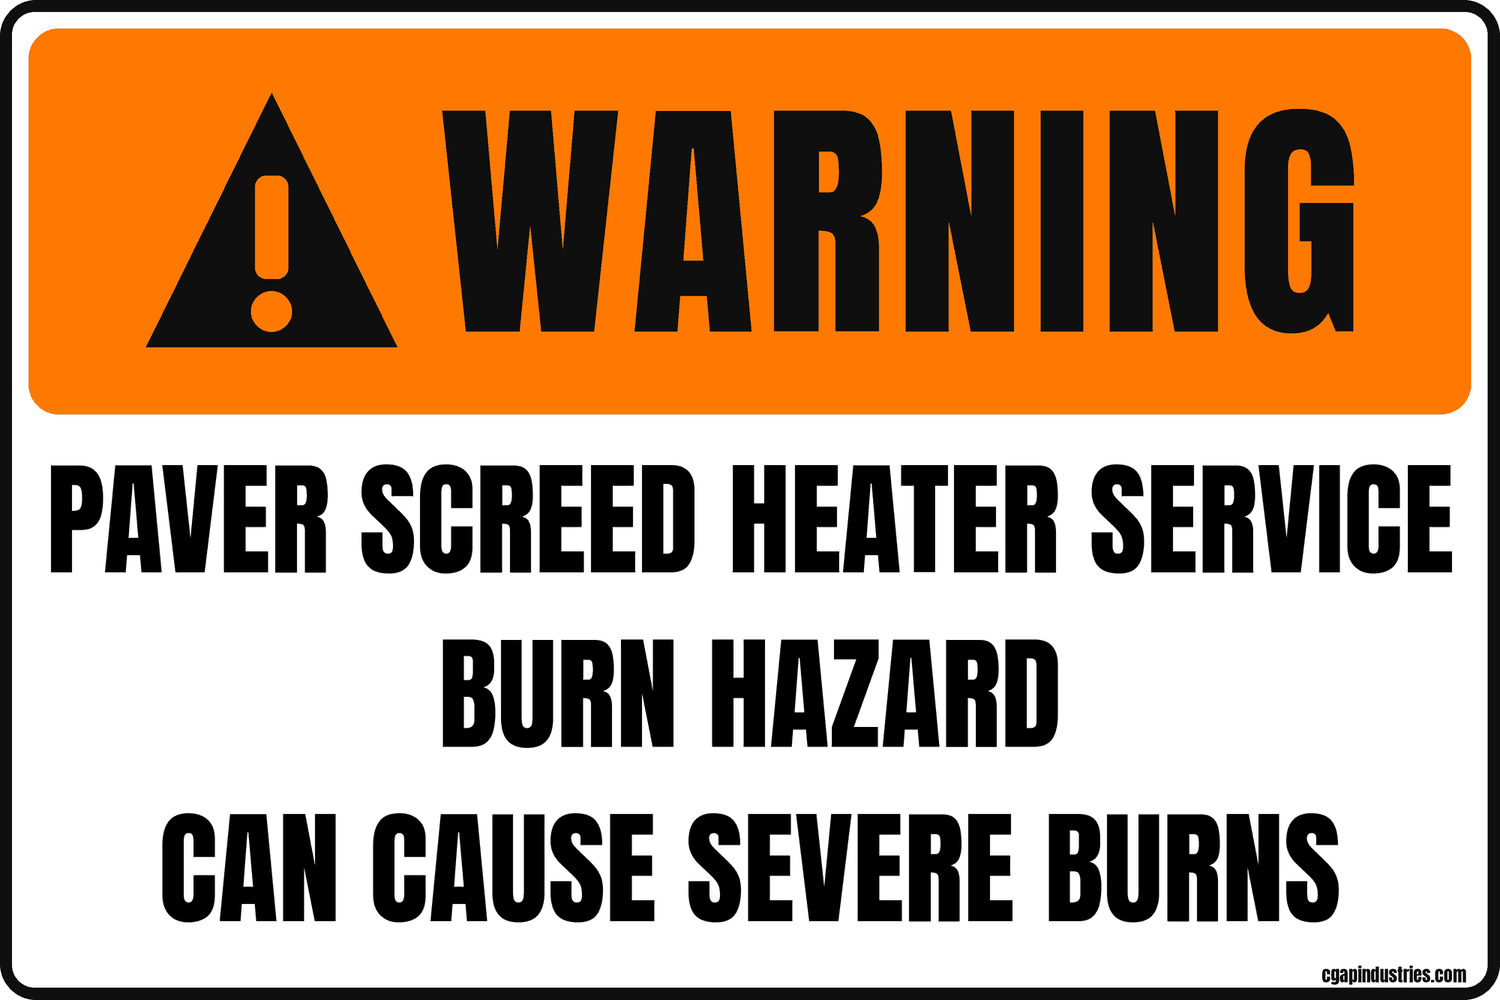 WARNING
PAVER SCREED HEATER SERVICE
BURN HAZARD
CAN CAUSE SEVERE BURNS
cgapindustries.com